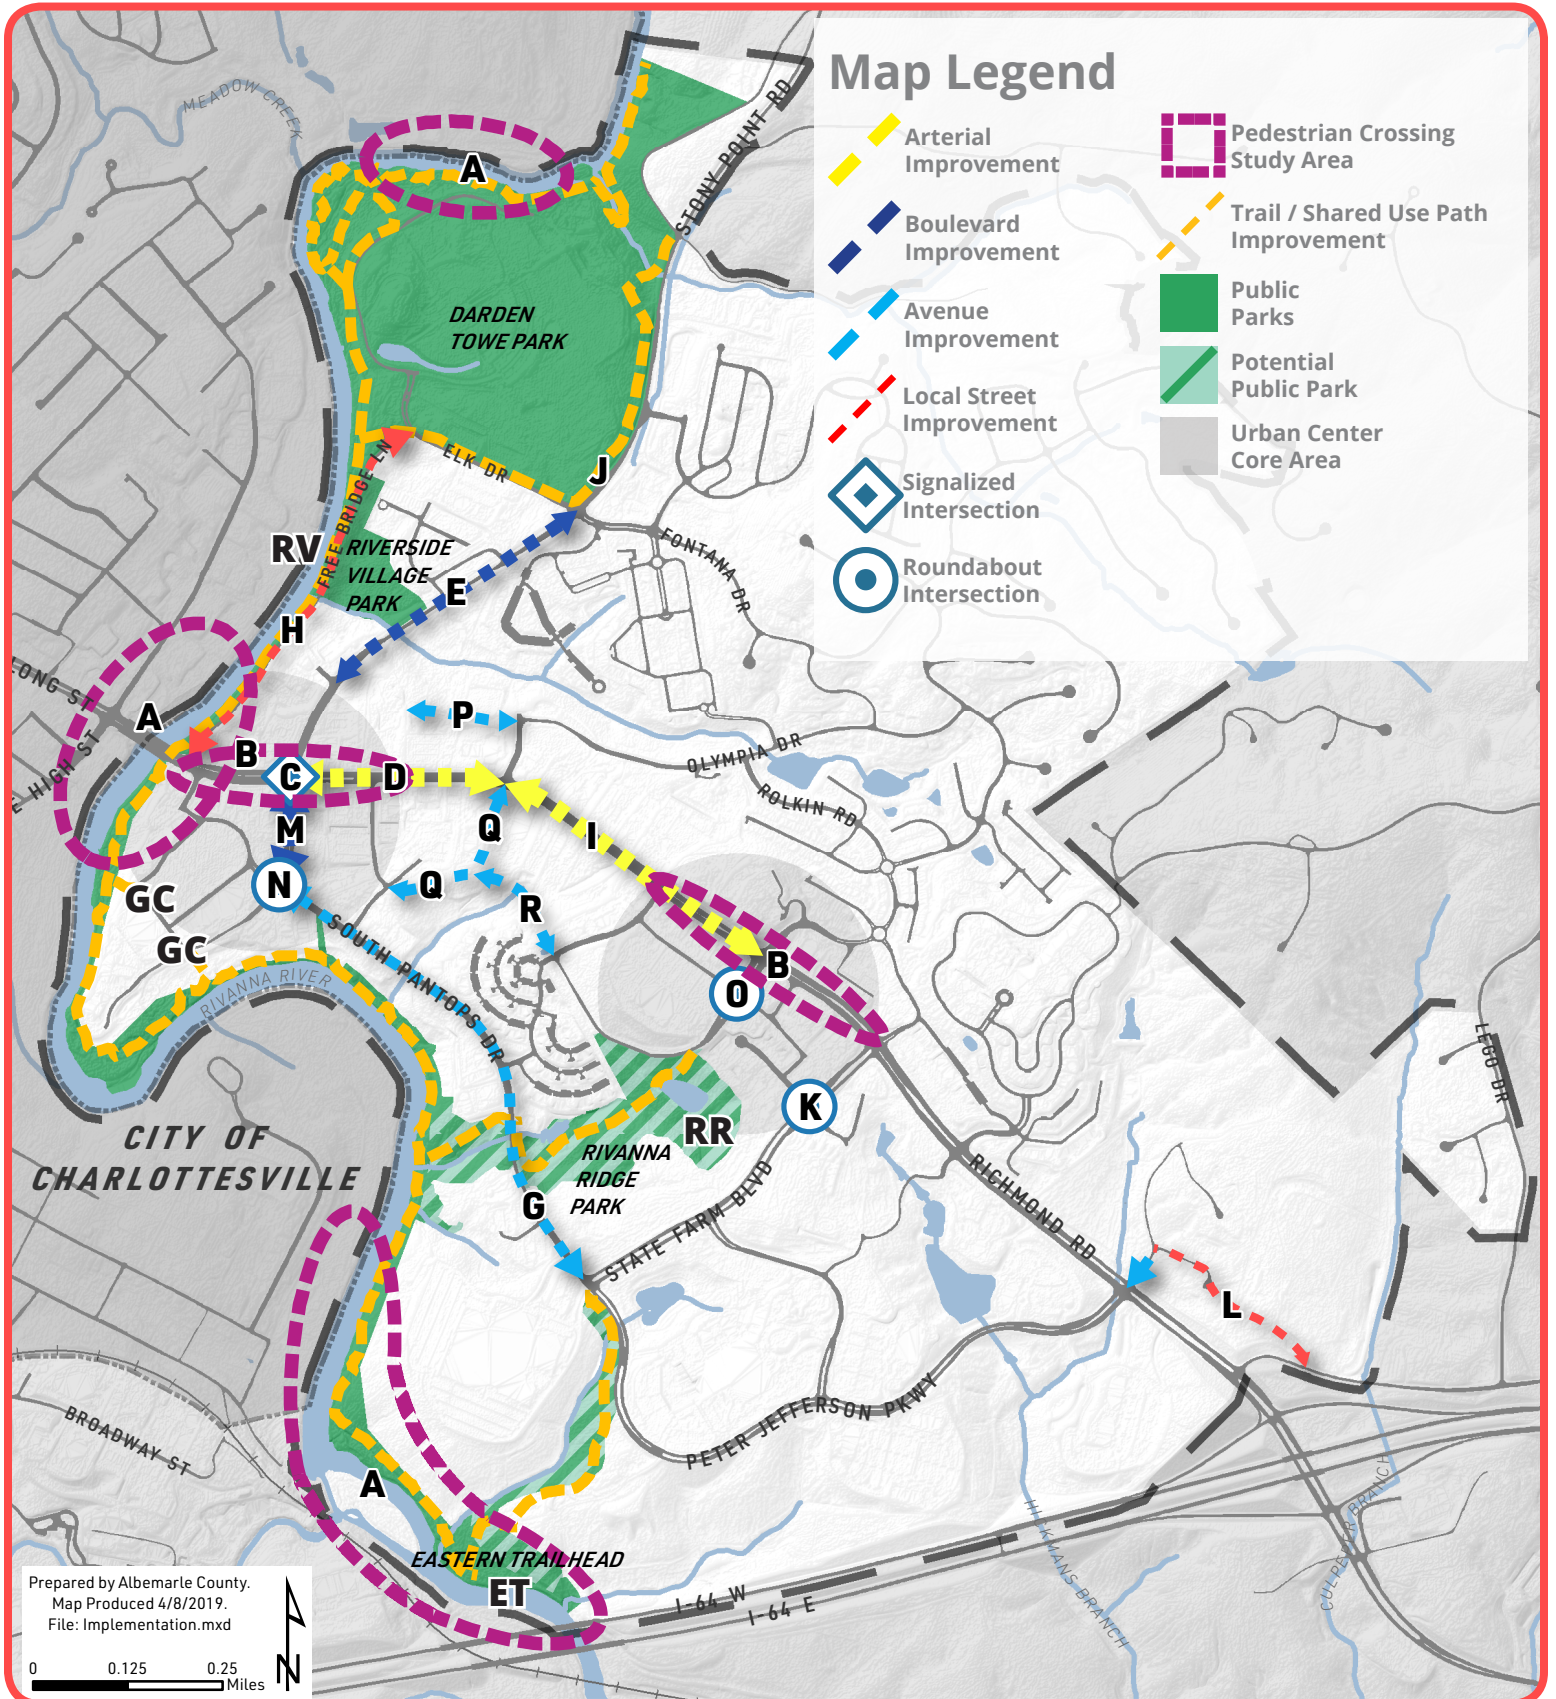 Map Legend
Arterial
Improvement
Boulevard
Improvement
Avenue
Improvement
Local Street
Improvement
Signalized
Intersection
Roundabout
Intersection
Pedestrian Crossing
Study Area
Trail / Shared Use Path
Improvement
Public
Parks
Potential
Public Park
Urban Center
Core Area
MEADOW CREEK
A
STONY POINT RD
DARDEN
TOWE PARK
ELK DR
J
FREE BRIDGE LN
RV
RIVERSIDE
VILLAGE
PARK
E
FONTANA DR
H
LONG ST
A
E HIGH ST
P
B
C
D
OLYMPIA DR
ROLKIN RD
M
Q
I
N
Q
GC
R
GC
SOUTH PANTOPS DR
RIVANNA RIVER
B
O
K
LEGO DR
CITY OF
CHARLOTTESVILLE
RR
RIVANNA
RIDGE
PARK
G
STATE FARM BLVD
RICHMOND RD
L
PETER JEFFERSON PKWY
BROADWAY ST
A
EASTERN TRAILHEAD
ET
I-64 W
I-64 E
HICKMANS BRANCH
CULPEPER BRANCH
Prepared by Albemarle County.
Map Produced 4/8/2019.
File: Implementation.mxd
N
0 0.125 0.25
Miles